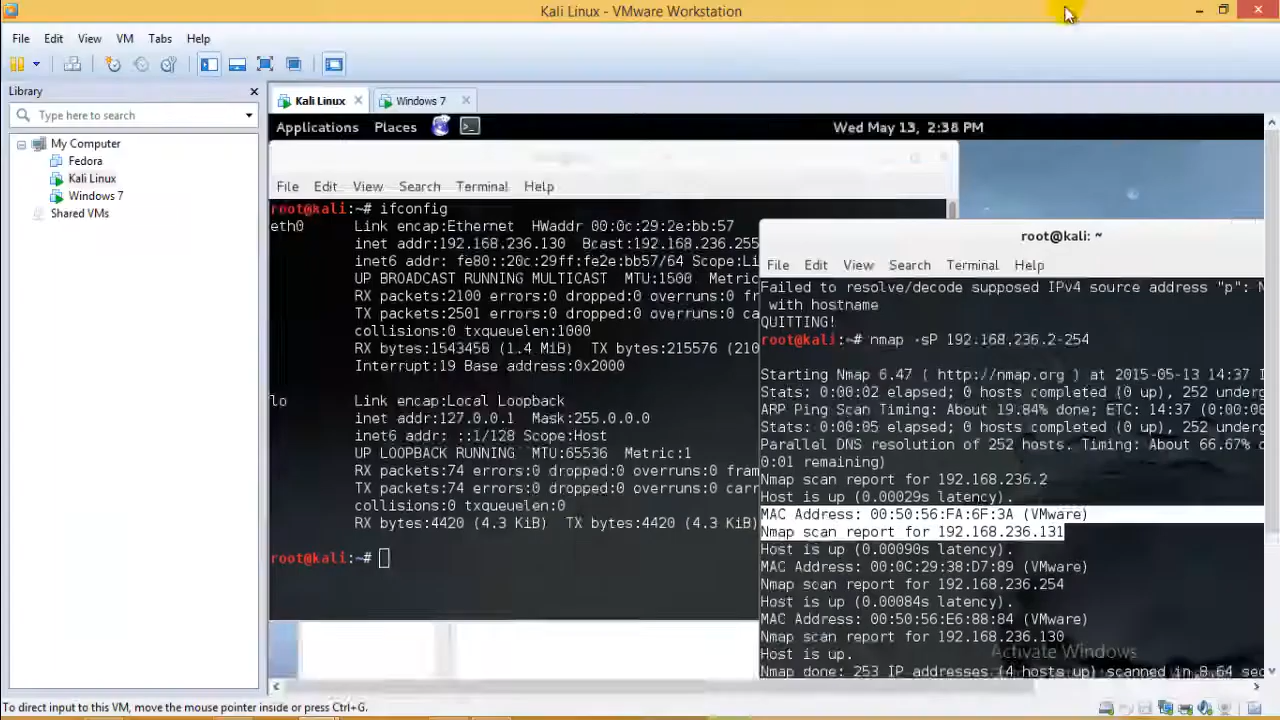 Kali Linux - VMware Workstation
File Edit View VM Tabs Help
Library
Type here to search
My Computer
Fedora
Kali Linux
Windows 7
Shared VMs
Kali Linux
Windows 7
Applications Places Wed May 13, 2:38 PM
File Edit View Search Terminal Help
root@kali:~# ifconfig
eth0 Link encap:Ethernet HWaddr 00:0c:29:2e:bb:57
inet addr:192.168.236.130 Bcast:192.168.236.255
inet6 addr: fe80::20c:29ff:fe2e:bb57/64 Scope:Li
UP BROADCAST RUNNING MULTICAST MTU:1500 Metric
RX packets:2100 errors:0 dropped:0 overruns:0 fr
TX packets:2501 errors:0 dropped:0 overruns:0 ca
collisions:0 txqueuelen:1000
RX bytes:1543458 (1.4 MiB) TX bytes:215576 (210
Interrupt:19 Base address:0x2000
lo Link encap:Local Loopback
inet addr:127.0.0.1 Mask:255.0.0.0
inet6 addr: ::1/128 Scope:Host
UP LOOPBACK RUNNING MTU:65536 Metric:1
RX packets:74 errors:0 dropped:0 overruns:0 fram
TX packets:74 errors:0 dropped:0 overruns:0 carr
collisions:0 txqueuelen:0
RX bytes:4420 (4.3 KiB) TX bytes:4420 (4.3 KiB)
root@kali:~#
root@kali: ~
File Edit View Search Terminal Help
Failed to resolve/decode supposed IPv4 source address "p": N
with hostname
QUITTING!
root@kali:~# nmap -sP 192.168.236.2-254
Starting Nmap 6.47 ( http://nmap.org ) at 2015-05-13 14:37 I
Stats: 0:00:02 elapsed; 0 hosts completed (0 up), 252 underg
ARP Ping Scan Timing: About 19.84% done; ETC: 14:37 (0:00:08
Stats: 0:00:05 elapsed; 0 hosts completed (0 up), 252 underg
Parallel DNS resolution of 252 hosts. Timing: About 66.67% d
0:01 remaining)
Nmap scan report for 192.168.236.2
Host is up (0.00029s latency).
MAC Address: 00:50:56:FA:6F:3A (VMware)
Nmap scan report for 192.168.236.131
Host is up (0.00090s latency).
MAC Address: 00:0C:29:38:D7:89 (VMware)
Nmap scan report for 192.168.236.254
Host is up (0.00084s latency).
MAC Address: 00:50:56:E6:88:84 (VMware)
Nmap scan report for 192.168.236.130
Host is up.
Activate Windows
Nmap done: 253 IP addresses (4 hosts up) scanned in 8.64 sec
To direct input to this VM, move the mouse pointer inside or press Ctrl+G.